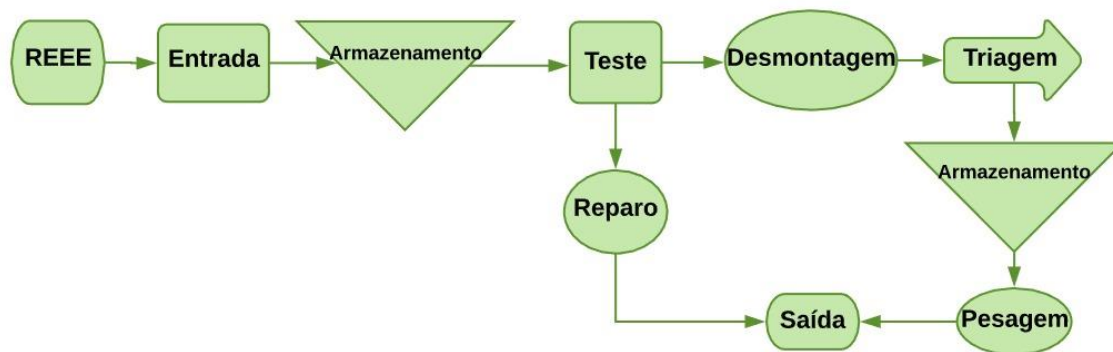 REEE
Entrada
Armazenamento
Teste
Desmontagem
Triagem
Armazenamento
Reparo
Saída
Pesagem